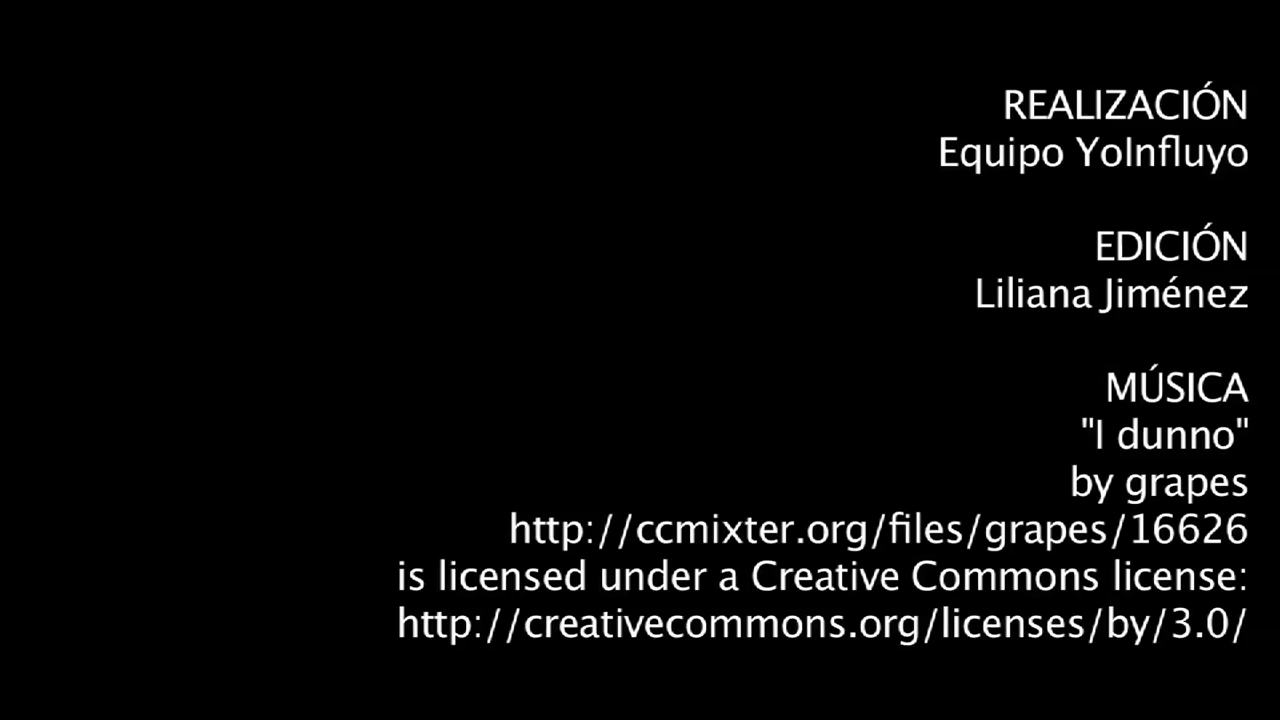 REALIZACIÓN
Equipo YoInfluyo
EDICIÓN
Liliana Jiménez
MÚSICA
"I dunno"
by grapes
http://ccmixter.org/files/grapes/16626
is licensed under a Creative Commons license:
http://creativecommons.org/licenses/by/3.0/